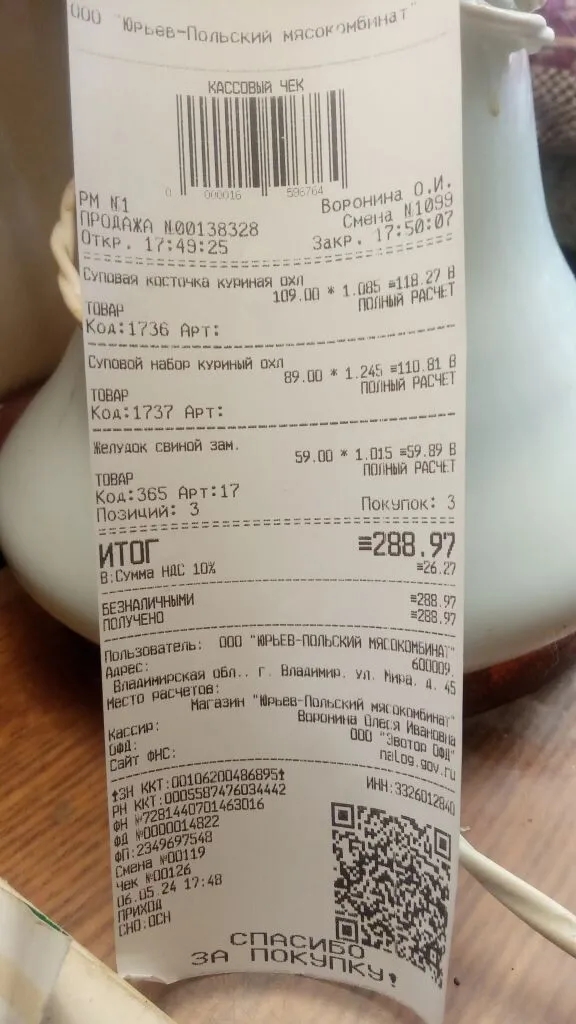 ООО "Юрьев-Польский мясокомбинат"
КАССОВЫЙ ЧЕК
0 000016 596764
РМ №1 Воронина О.И.
ПРОДАЖА №00138328 Смена №1099
Откр. 17:49:25 Закр. 17:50:07
Суповая косточка куриная охл
109.00 * 1.085 ≡118.27 В
ТОВАР ПОЛНЫЙ РАСЧЕТ
Код:1736 Арт:
Суповой набор куриный охл
89.00 * 1.245 ≡110.81 В
ТОВАР ПОЛНЫЙ РАСЧЕТ
Код:1737 Арт:
Желудок свиной зам.
59.00 * 1.015 ≡59.89 В
ТОВАР ПОЛНЫЙ РАСЧЕТ
Код:365 Арт:17
Позиций: 3 Покупок: 3
ИТОГ ≡288.97
В:Сумма НДС 10% ≡26.27
БЕЗНАЛИЧНЫМИ ≡288.97
ПОЛУЧЕНО ≡288.97
Пользователь: ООО "ЮРЬЕВ-ПОЛЬСКИЙ МЯСОКОМБИНАТ"
Адрес: 600009,
Владимирская обл., г. Владимир, ул. Мира, д. 45
Место расчетов:
Магазин "Юрьев-Польский мясокомбинат"
Кассир: Воронина Олеся Ивановна
ОФД: ООО "Эвотор ОФД"
Сайт ФНС: nalog.gov.ru
ЗН ККТ:00106200486895 ИНН:3326012840
РН ККТ:0005587476034442
ФН №7281440701463016
ФД №0000014822
ФП:2349697548
Смена №00119
Чек №00126
06.05.24 17:48
ПРИХОД
СНО:ОСН
СПАСИБО
ЗА ПОКУПКУ!